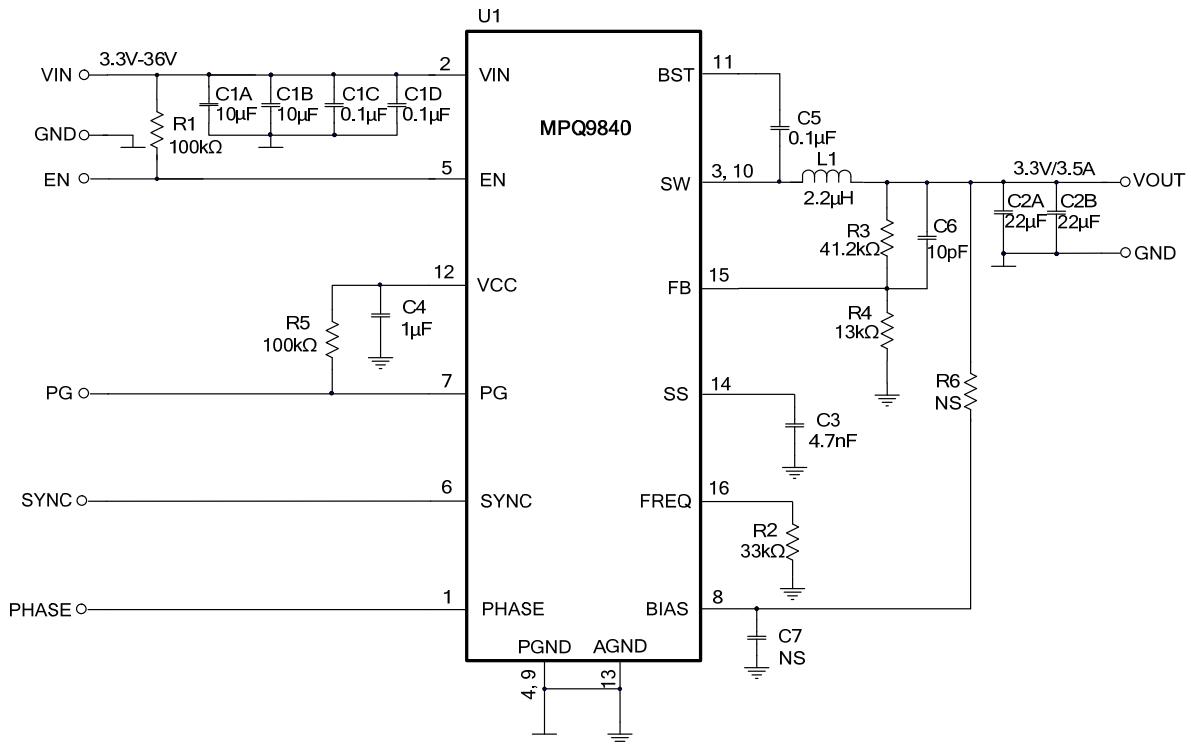 U1
MPQ9840
3.3V-36V
VIN
2
VIN
C1A
10µF
C1B
10µF
C1C
0.1µF
C1D
0.1µF
GND
R1
100kΩ
EN
5
EN
12
VCC
C4
1µF
R5
100kΩ
PG
7
PG
SYNC
6
SYNC
PHASE
1
PHASE
PGND
AGND
4, 9
13
BST
11
C5
0.1µF
SW
3, 10
L1
2.2µH
3.3V/3.5A
VOUT
C2A
22µF
C2B
22µF
GND
R3
41.2kΩ
C6
10pF
FB
15
R4
13kΩ
R6
NS
SS
14
C3
4.7nF
FREQ
16
R2
33kΩ
BIAS
8
C7
NS